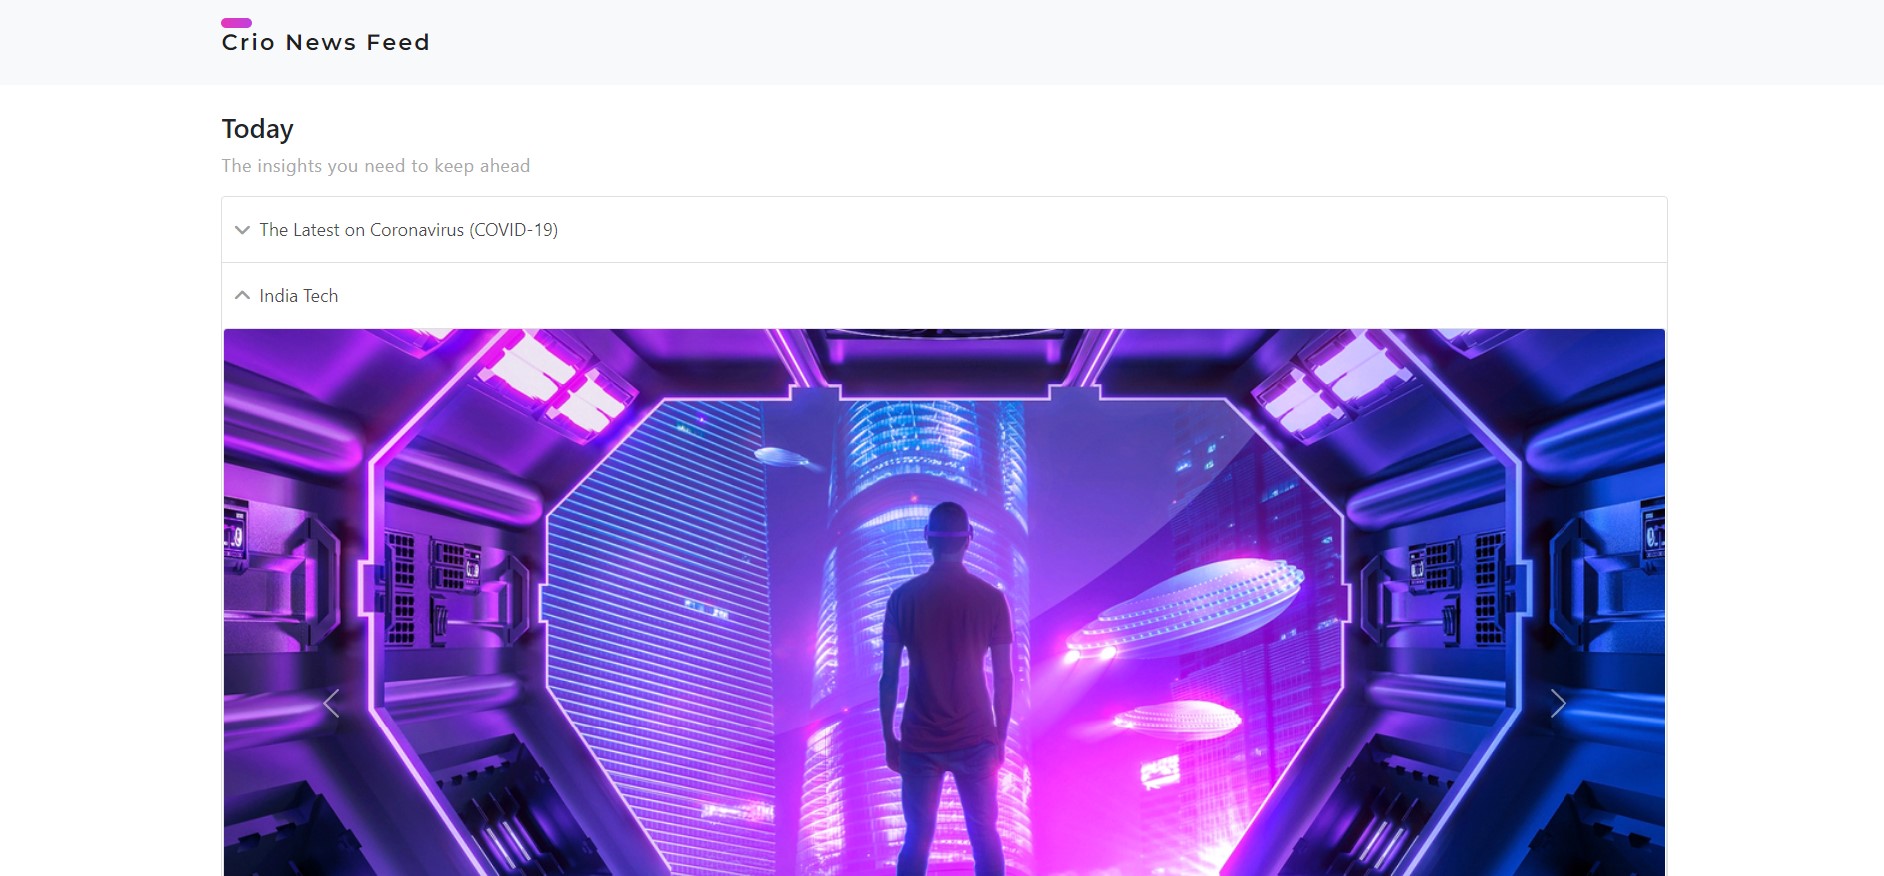 Crio News Feed
Today
The insights you need to keep ahead
The Latest on Coronavirus (COVID-19)
India Tech